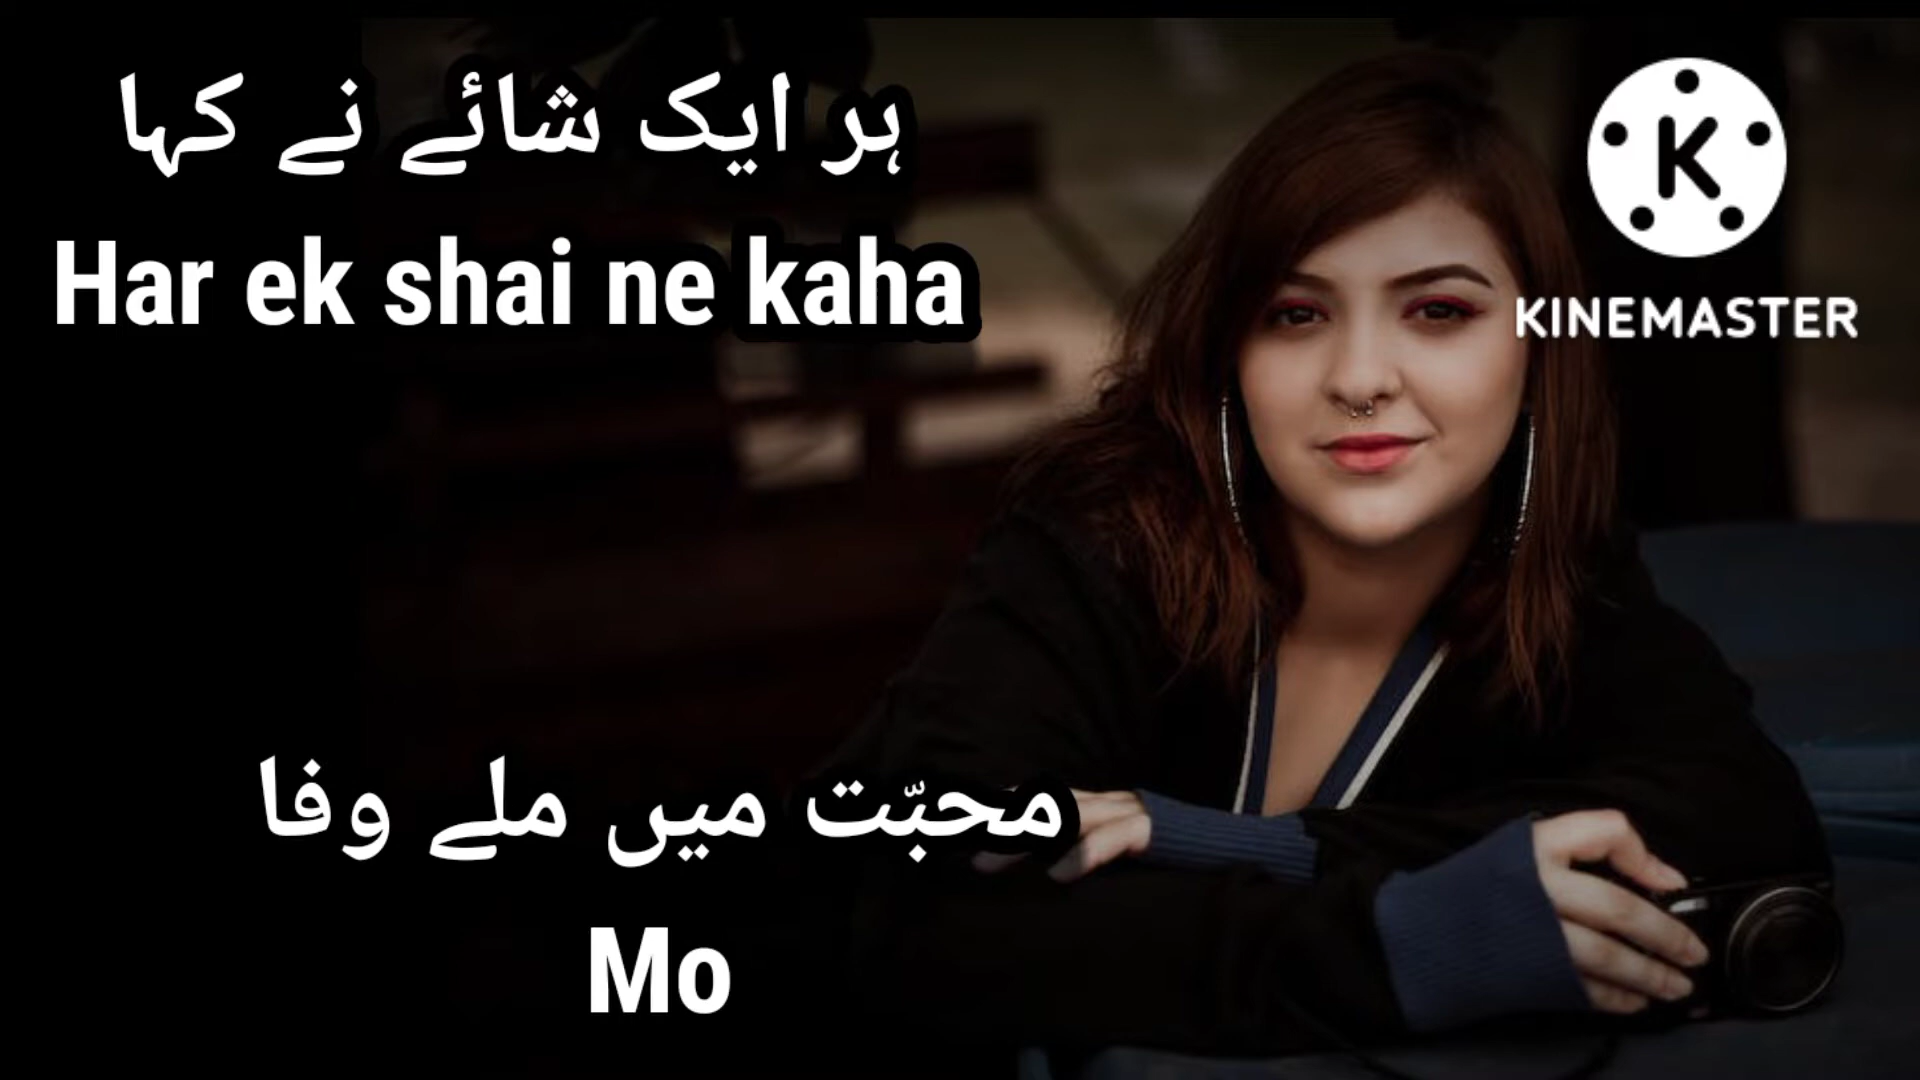 ہر ایک شائے نے کہا
Har ek shai ne kaha
KINEMASTER
محبّت میں ملے وفا
Mo